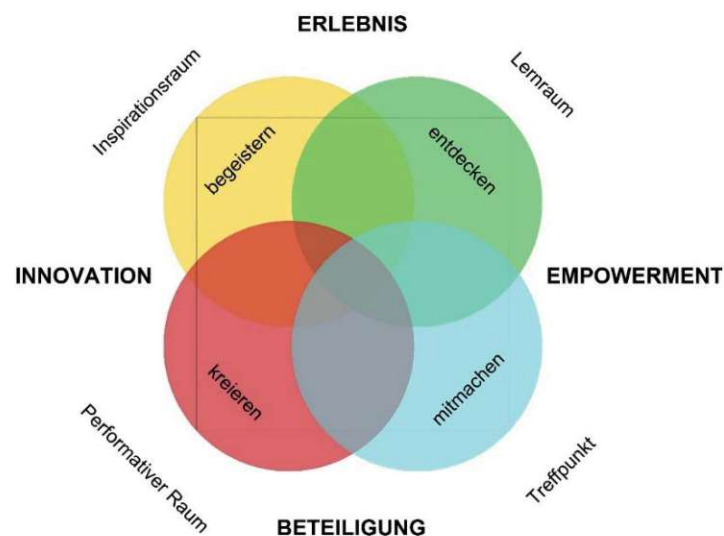 ERLEBNIS
Inspirationsraum
Lernraum
begeistern
entdecken
INNOVATION
EMPOWERMENT
kreieren
mitmachen
Performativer Raum
Treffpunkt
BETEILIGUNG